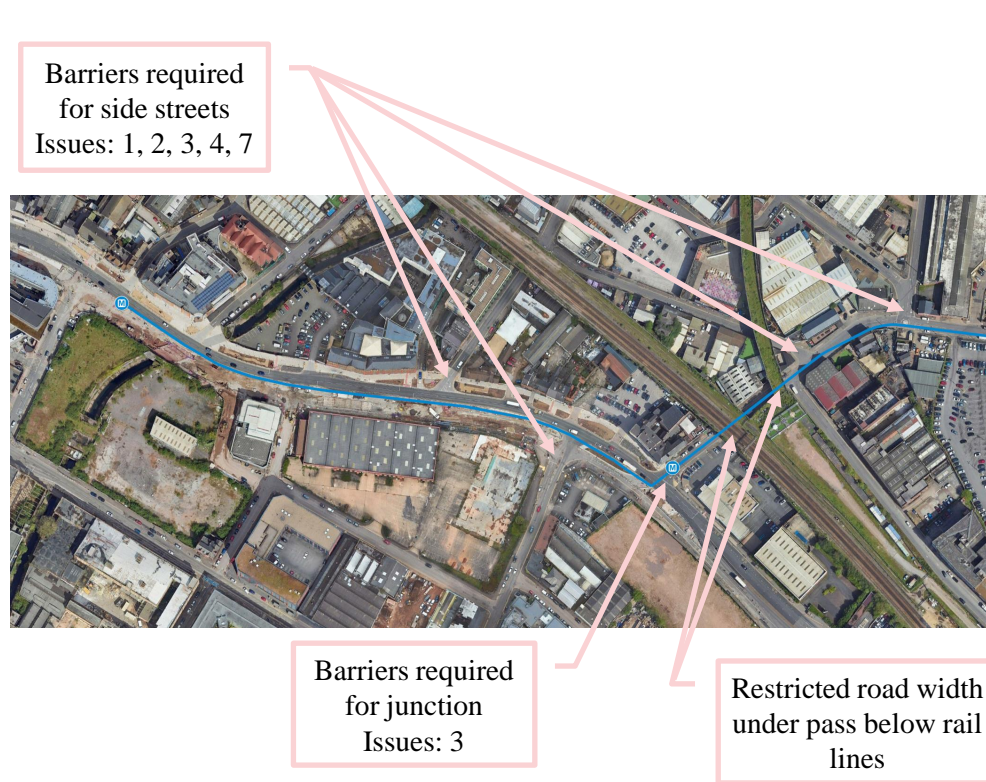 Barriers required
for side streets
Issues: 1, 2, 3, 4, 7
Barriers required
for junction
Issues: 3
Restricted road width
under pass below rail
lines